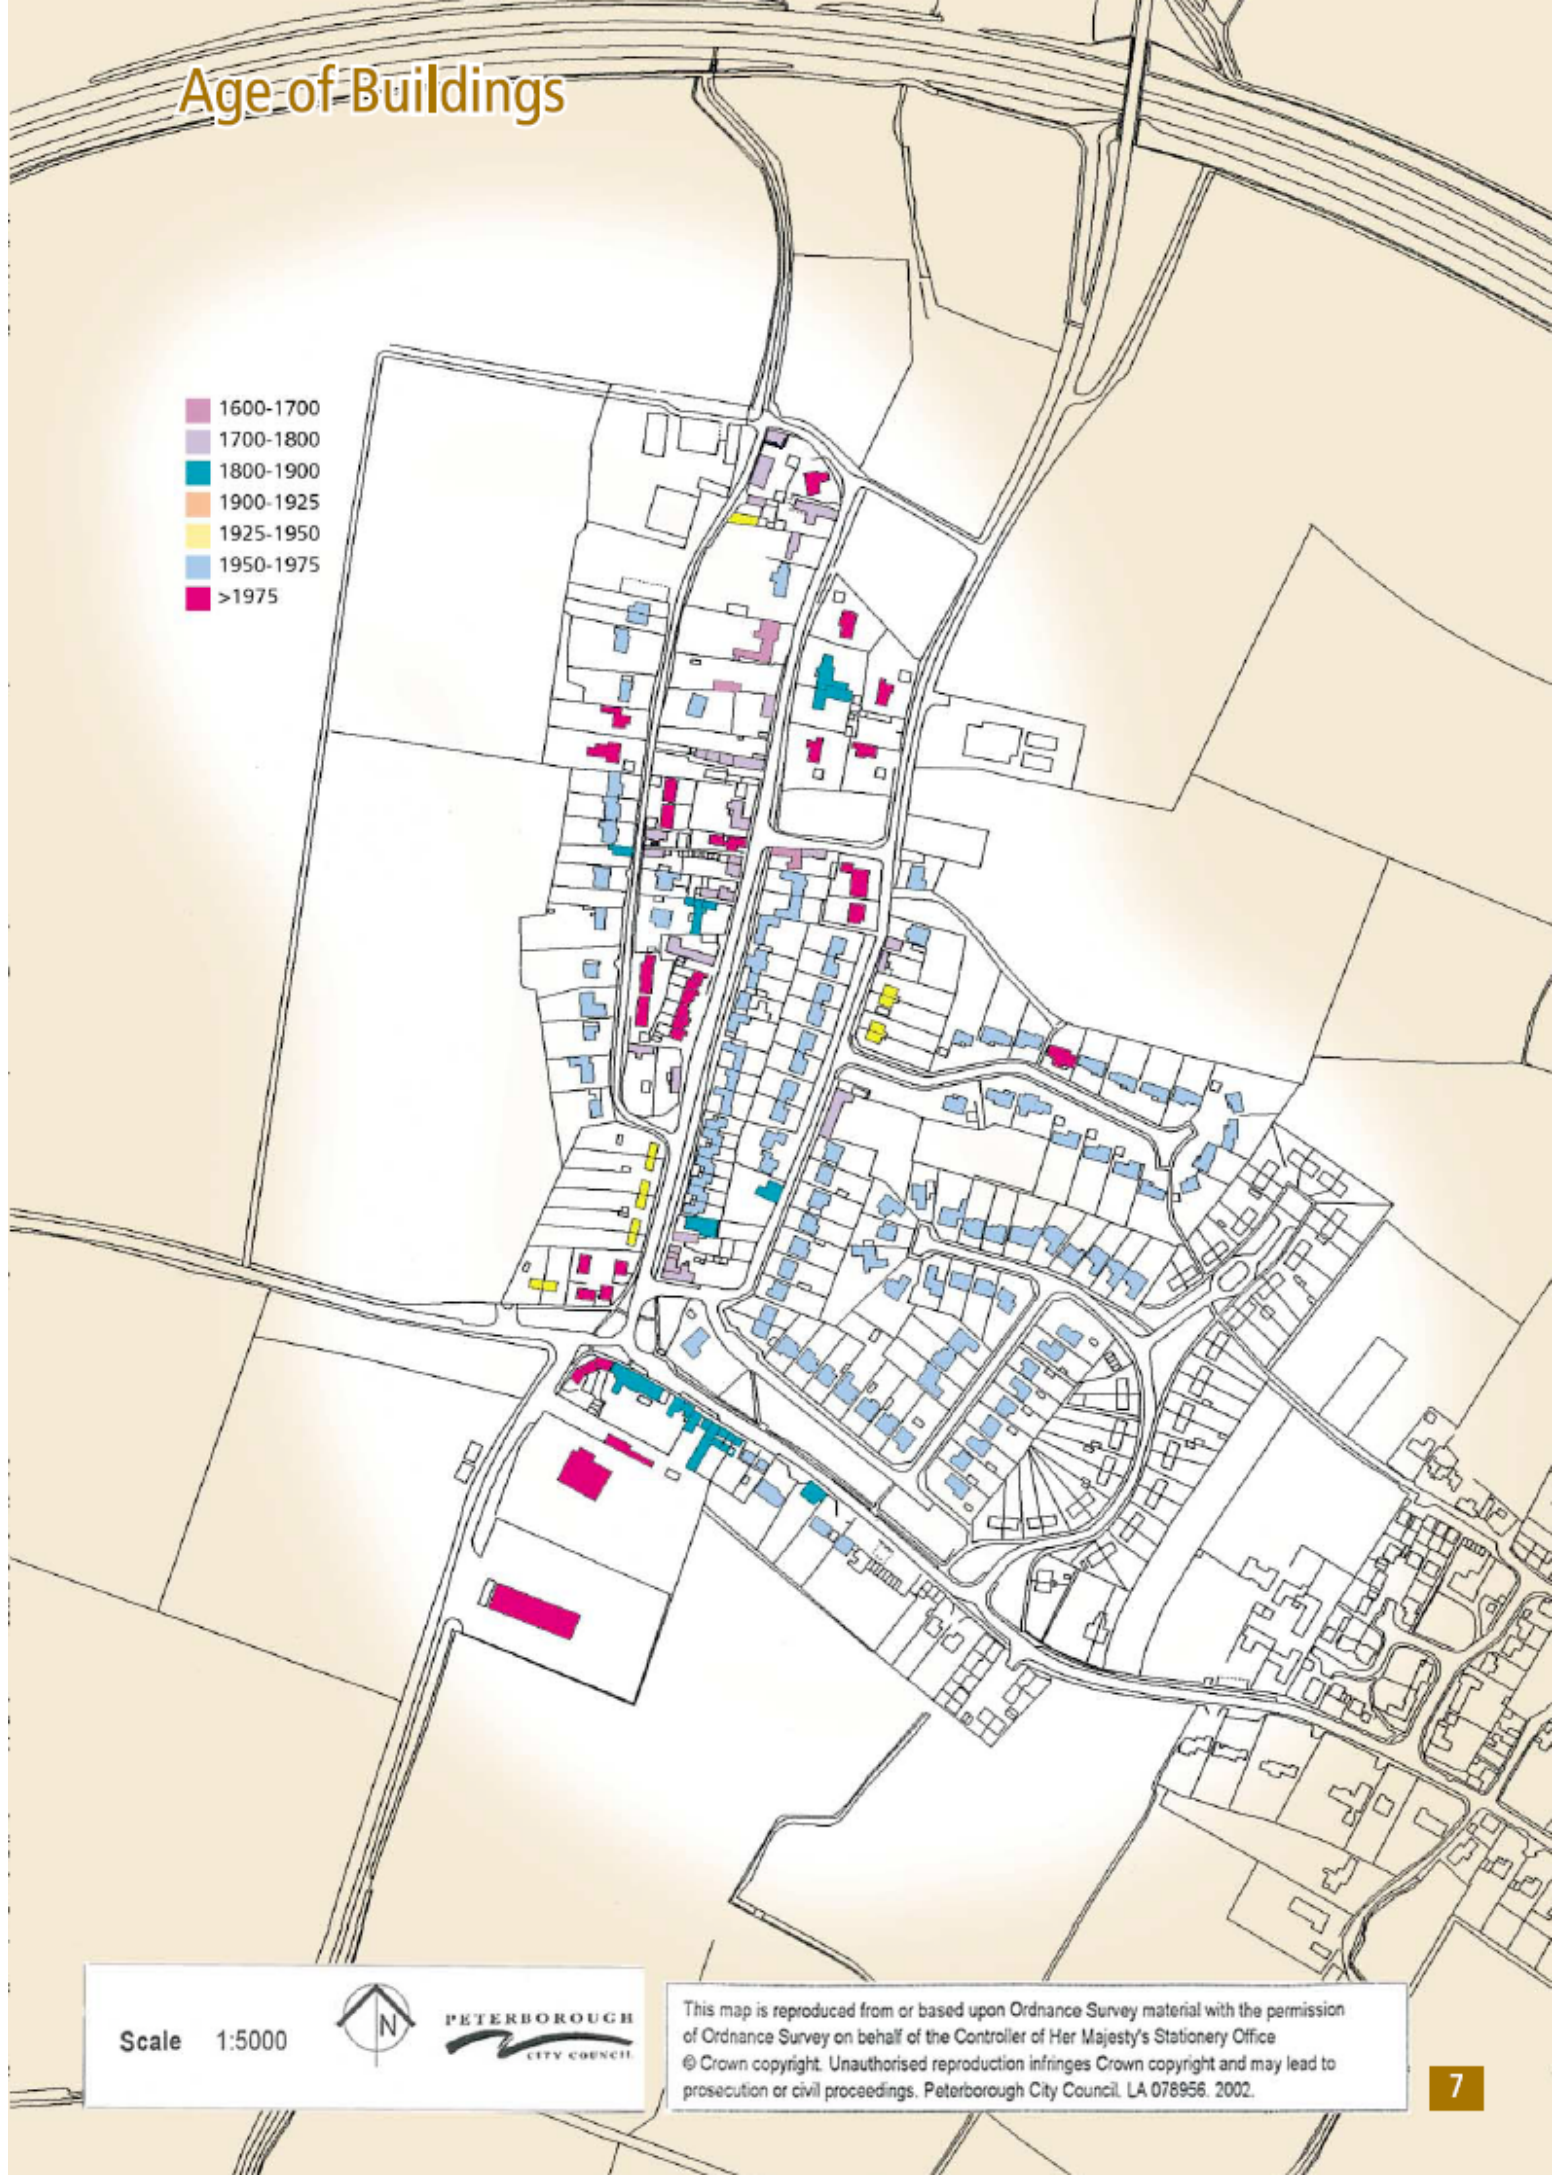 Age of Buildings
1600-1700
1700-1800
1800-1900
1900-1925
1925-1950
1950-1975
>1975
Scale 1:5000
N
PETERBOROUGH
CITY COUNCIL
This map is reproduced from or based upon Ordnance Survey material with the permission
of Ordnance Survey on behalf of the Controller of Her Majesty's Stationery Office
© Crown copyright. Unauthorised reproduction infringes Crown copyright and may lead to
prosecution or civil proceedings. Peterborough City Council. LA 078956. 2002.
7